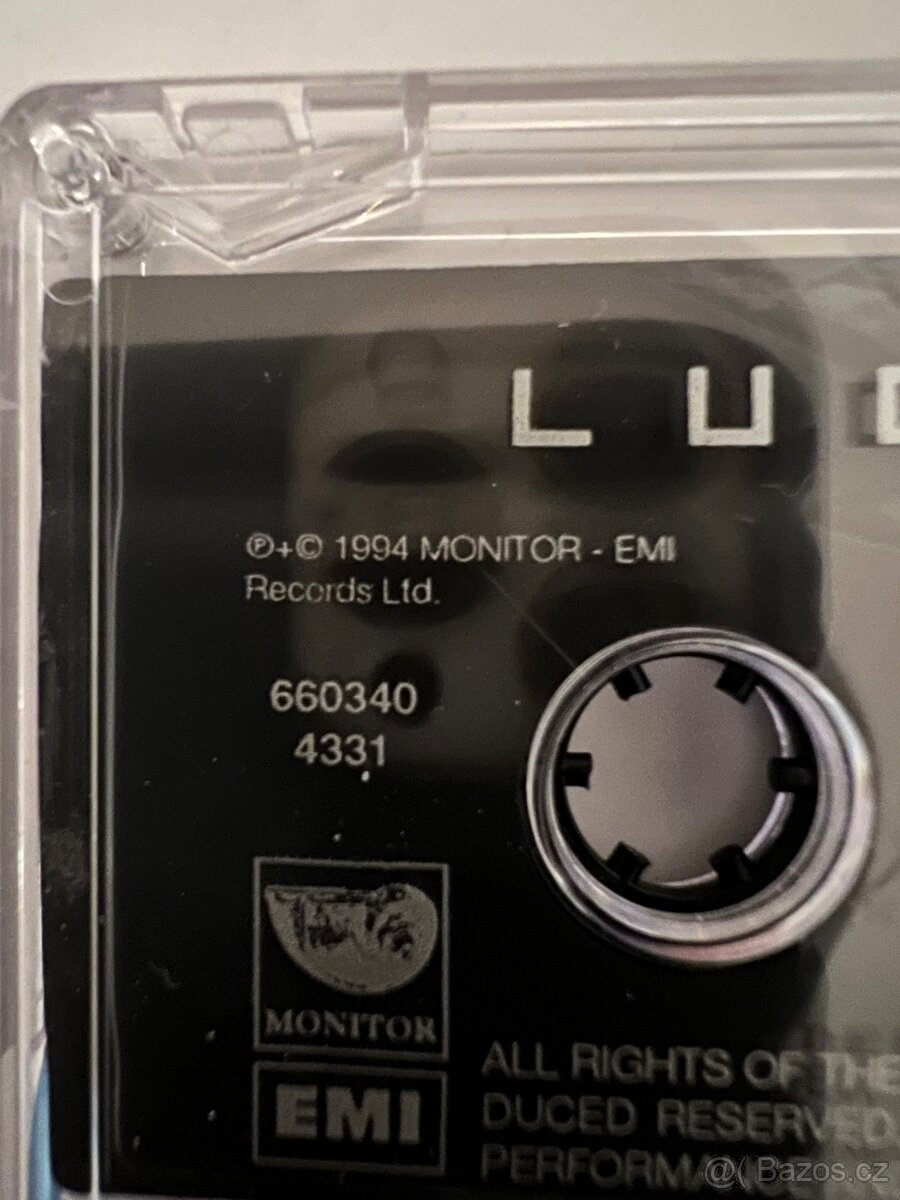 L U
℗+© 1994 MONITOR - EMI
Records Ltd.
660340
4331
MONITOR
EMI
ALL RIGHTS OF THE
DUCED RESERVED.
PERFORMA
@( Bazos.cz